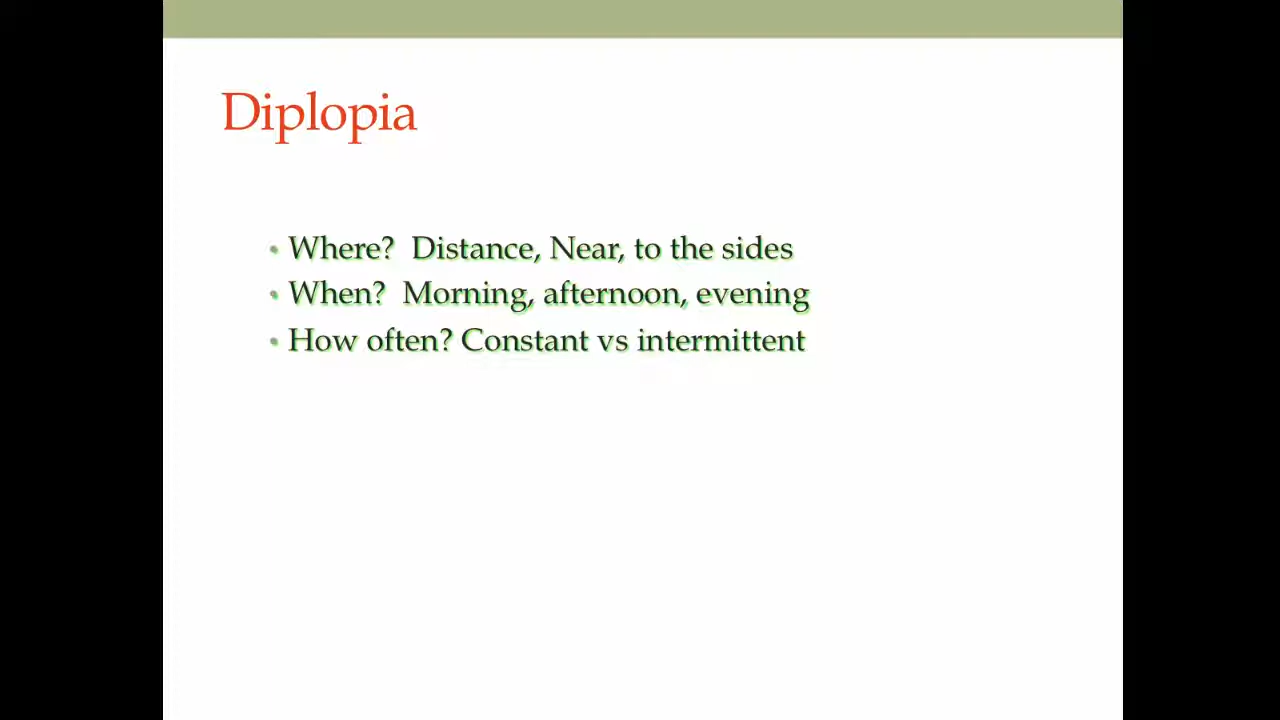 Diplopia
• Where?  Distance, Near, to the sides
• When?  Morning, afternoon, evening
• How often? Constant vs intermittent